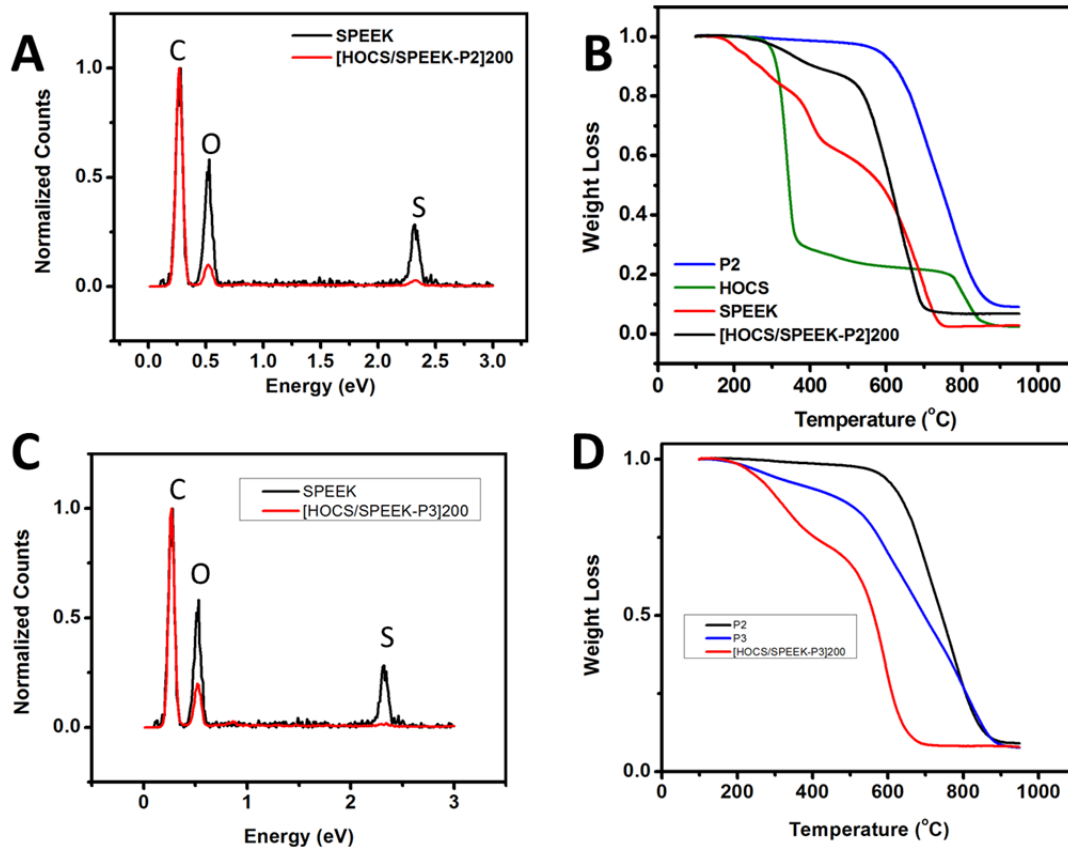 A
SPEEK
[HOCS/SPEEK-P2]200
C
O
S
Normalized Counts
1.0
0.5
0.0
0.0 0.5 1.0 1.5 2.0 2.5 3.0
Energy (eV)
B
Weight Loss
1.0
0.8
0.6
0.4
0.2
0.0
P2
HOCS
SPEEK
[HOCS/SPEEK-P2]200
0 200 400 600 800 1000
Temperature (°C)
C
SPEEK
[HOCS/SPEEK-P3]200
C
O
S
Normalized Counts
1.0
0.5
0.0
0 1 2 3
Energy (eV)
D
Weight Loss
1.0
0.5
0.0
P2
P3
[HOCS/SPEEK-P3]200
0 200 400 600 800 1000
Temperature (°C)